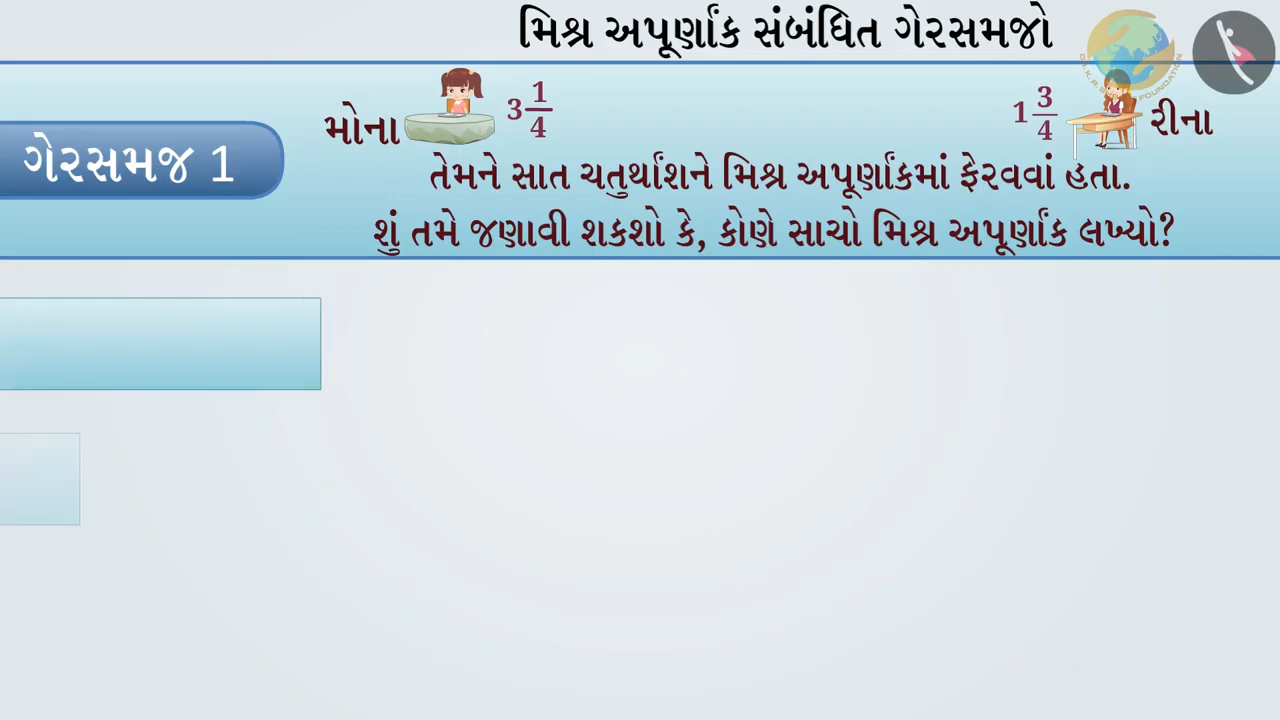 મિશ્ર અપૂર્ણાંક સંબંધિત ગેરસમજો
મોના 3 1/4 1 3/4 રીના
ગેરસમજ 1
તેમને સાત ચતુર્થાંશને મિશ્ર અપૂર્ણાંકમાં ફેરવવાં હતા.
શું તમે જણાવી શકશો કે, કોણે સાચો મિશ્ર અપૂર્ણાંક લખ્યો?
FOUNDATION